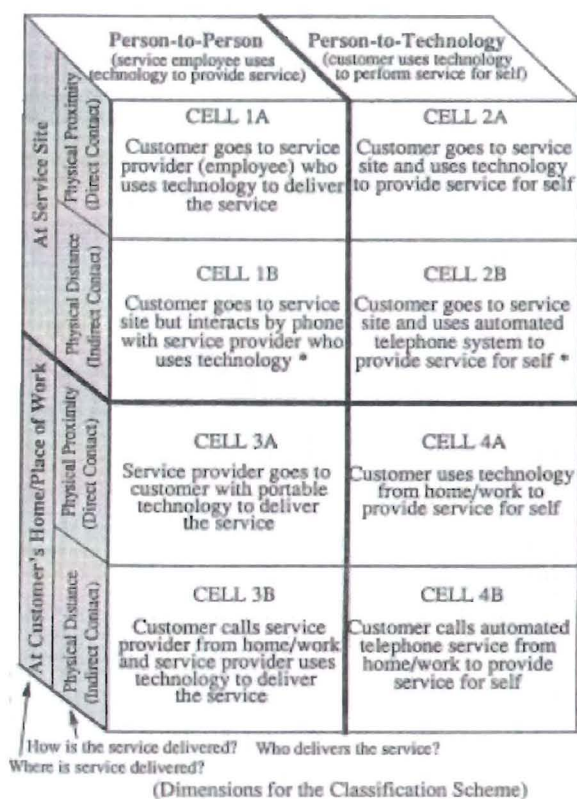 Person-to-Person
(service employee uses
technology to provide service)
Person-to-Technology
(customer uses technology
to perform service for self)
At Service Site
Physical Proximity
(Direct Contact)
CELL 1A
Customer goes to service
provider (employee) who
uses technology to deliver
the service
CELL 2A
Customer goes to service
site and uses technology
to provide service for self
Physical Distance
(Indirect Contact)
CELL 1B
Customer goes to service
site but interacts by phone
with service provider who
uses technology *
CELL 2B
Customer goes to service
site and uses automated
telephone system to
provide service for self *
At Customer's Home/Place of Work
Physical Proximity
(Direct Contact)
CELL 3A
Service provider goes to
customer with portable
technology to deliver
the service
CELL 4A
Customer uses technology
from home/work to
provide service for self
Physical Distance
(Indirect Contact)
CELL 3B
Customer calls service
provider from home/work
and service provider uses
technology to deliver
the service
CELL 4B
Customer calls automated
telephone service from
home/work to provide
service for self
How is the service delivered? Who delivers the service?
Where is service delivered?
(Dimensions for the Classification Scheme)